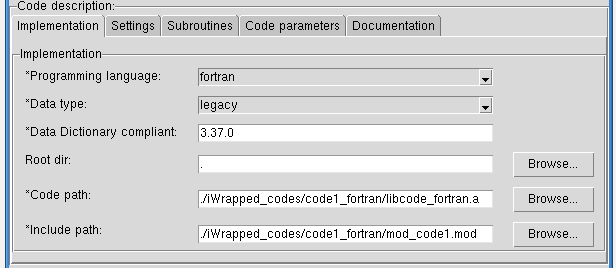 Code description:
Implementation Settings Subroutines Code parameters Documentation
Implementation
*Programming language: fortran
*Data type: legacy
*Data Dictionary compliant: 3.37.0
Root dir: . Browse...
*Code path: ./iWrapped_codes/code1_fortran/libcode_fortran.a Browse...
*Include path: ./iWrapped_codes/code1_fortran/mod_code1.mod Browse...